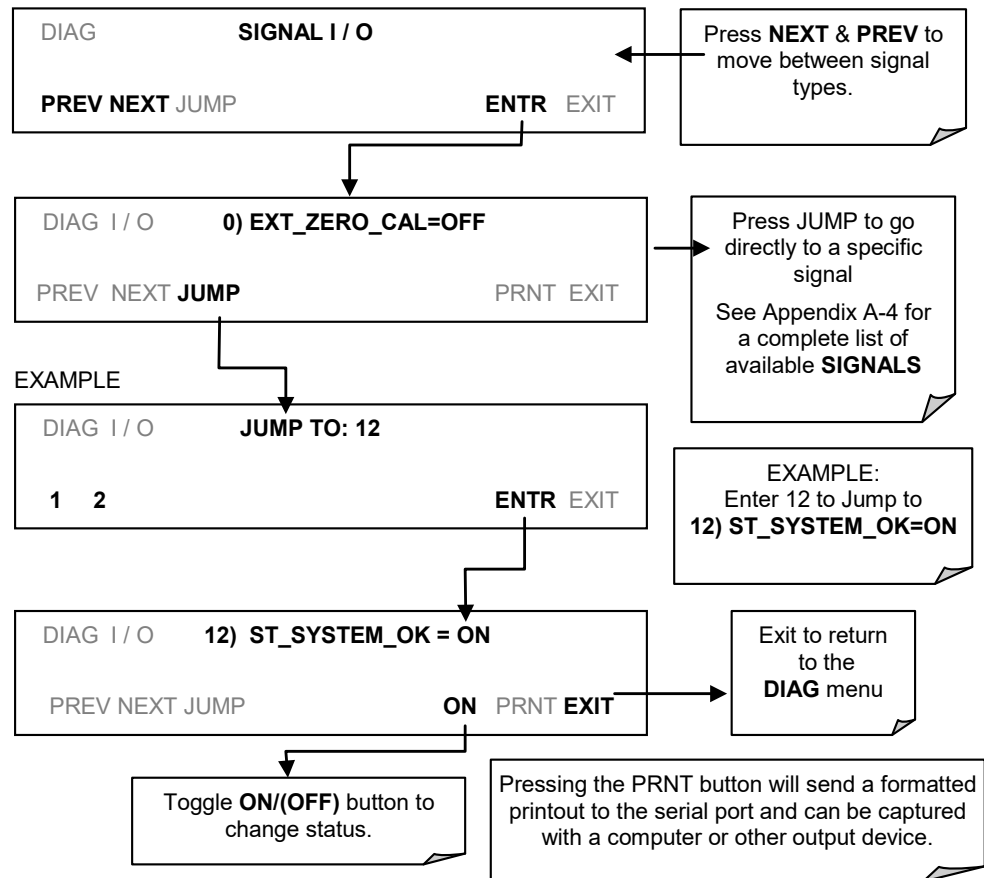 DIAG SIGNAL I / O
PREV NEXT JUMP ENTR EXIT
Press NEXT & PREV to
move between signal
types.
DIAG I / O 0) EXT_ZERO_CAL=OFF
PREV NEXT JUMP PRNT EXIT
Press JUMP to go
directly to a specific
signal
See Appendix A-4 for
a complete list of
available SIGNALS
EXAMPLE
DIAG I / O JUMP TO: 12
1 2 ENTR EXIT
EXAMPLE:
Enter 12 to Jump to
12) ST_SYSTEM_OK=ON
DIAG I / O 12) ST_SYSTEM_OK = ON
PREV NEXT JUMP ON PRNT EXIT
Exit to return
to the
DIAG menu
Toggle ON/(OFF) button to
change status.
Pressing the PRNT button will send a formatted
printout to the serial port and can be captured
with a computer or other output device.